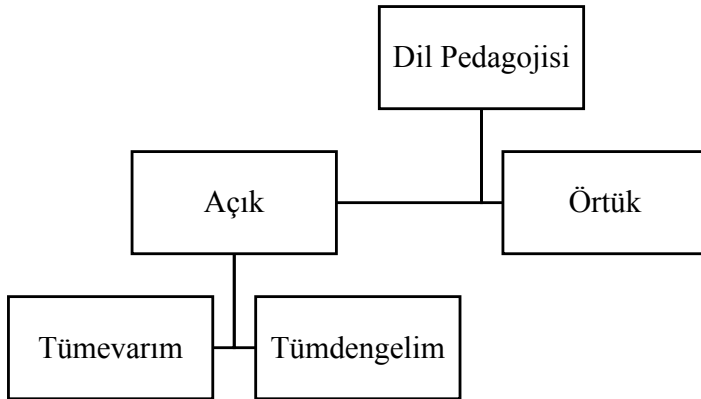 Dil Pedagojisi
Açık
Örtük
Tümevarım
Tümdengelim